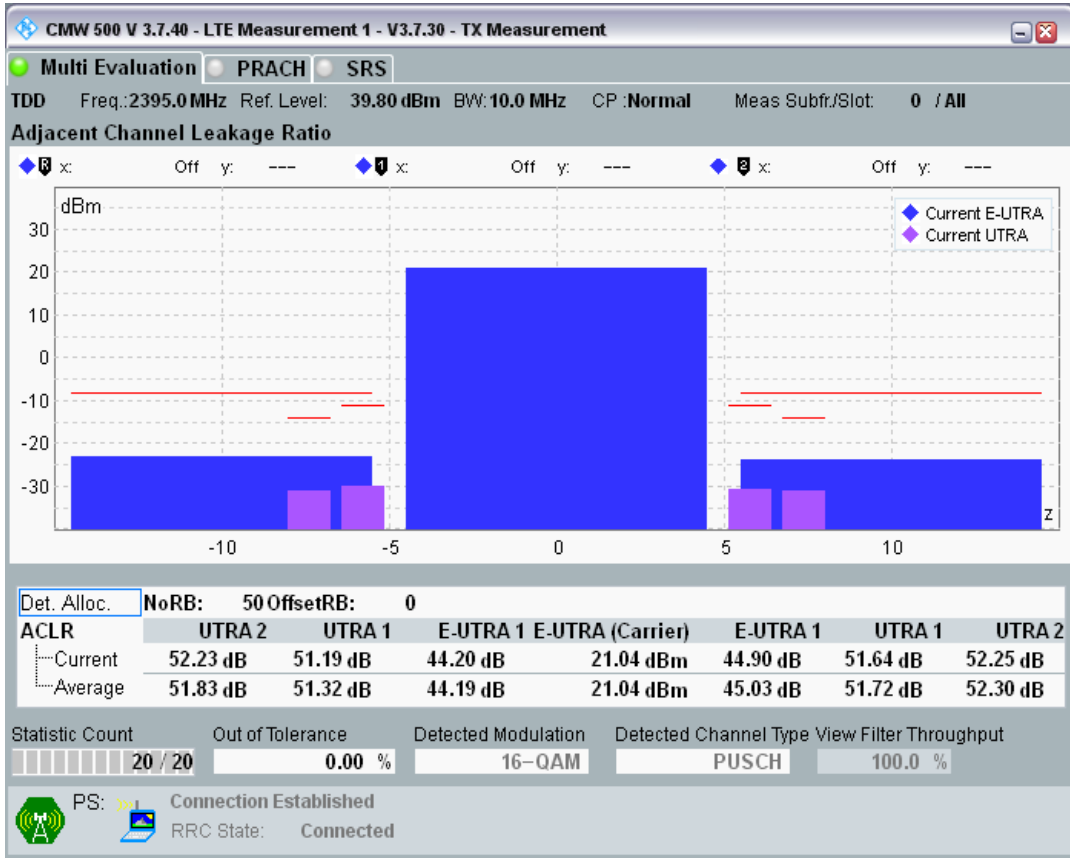 CMW 500 V 3.7.40 - LTE Measurement 1 - V3.7.30 - TX Measurement
Multi Evaluation PRACH SRS
TDD Freq.:2395.0 MHz Ref. Level: 39.80 dBm BW: 10.0 MHz CP :Normal Meas Subfr./Slot: 0 / All
Adjacent Channel Leakage Ratio
R x: Off y: --- 1 x: Off y: --- 2 x: Off y: ---
dBm
Current E-UTRA
Current UTRA
30
20
10
0
-10
-20
-30
z
-10 -5 0 5 10
Det. Alloc. NoRB: 50 OffsetRB: 0
ACLR UTRA 2 UTRA 1 E-UTRA 1 E-UTRA (Carrier) E-UTRA 1 UTRA 1 UTRA 2
Current 52.23 dB 51.19 dB 44.20 dB 21.04 dBm 44.90 dB 51.64 dB 52.25 dB
Average 51.83 dB 51.32 dB 44.19 dB 21.04 dBm 45.03 dB 51.72 dB 52.30 dB
Statistic Count Out of Tolerance Detected Modulation Detected Channel Type View Filter Throughput
20 / 20 0.00 % 16-QAM PUSCH 100.0 %
PS: Connection Established
RRC State: Connected